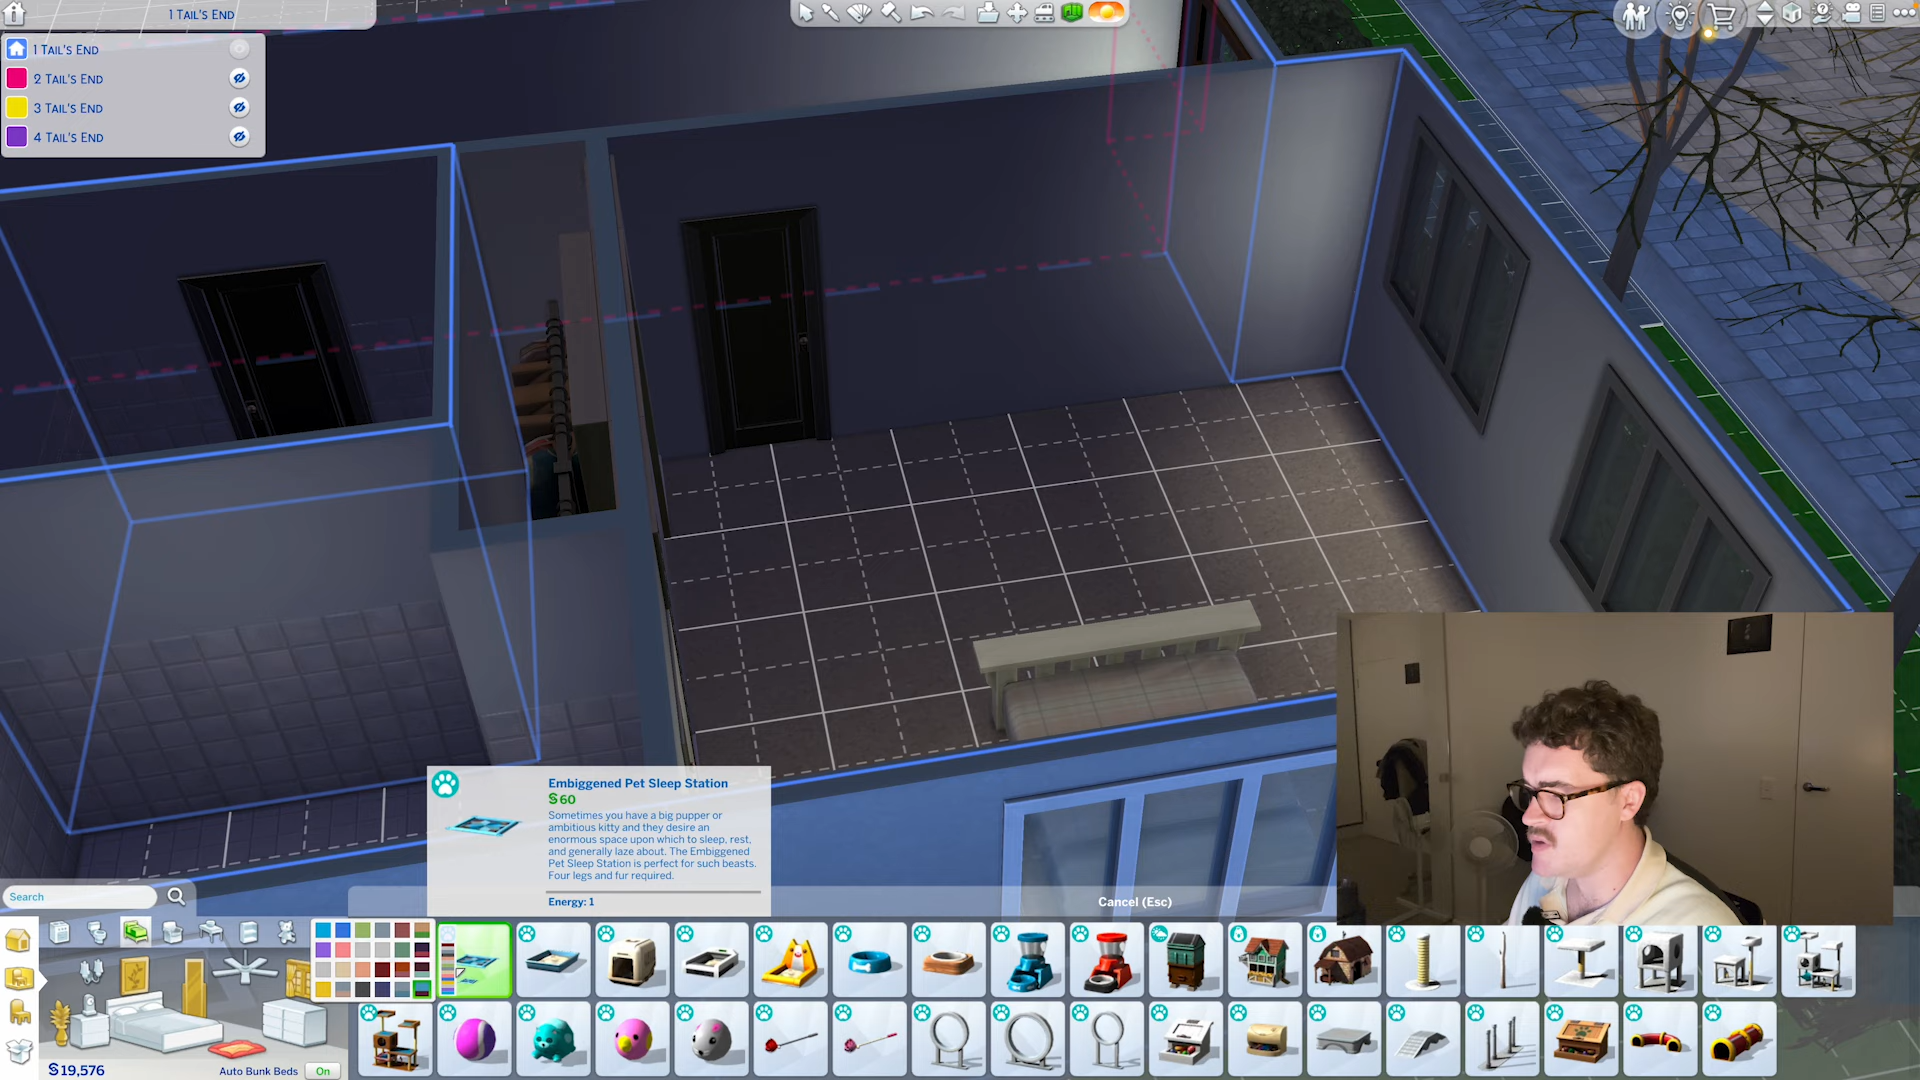 1 Tail's End
1 Tail's End
2 Tail's End
3 Tail's End
4 Tail's End
Embiggened Pet Sleep Station
§60
Sometimes you have a big pupper or
ambitious kitty and they desire an
enormous space upon which to sleep, rest,
and generally laze about. The Embiggened
Pet Sleep Station is perfect for such beasts.
Four legs and fur required.
Energy: 1
Search
Cancel (Esc)
§19,576
Auto Bunk Beds
On